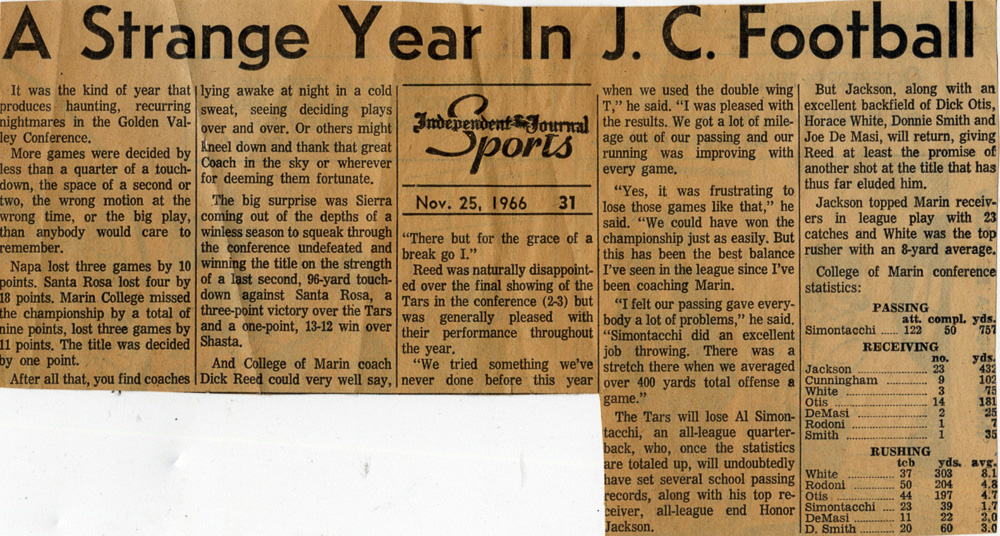 A Strange Year In J. C. Football
It was the kind of year that
produces haunting, recurring
nightmares in the Golden Val-
ley Conference.
More games were decided by
less than a quarter of a touch-
down, the space of a second or
two, the wrong motion at the
wrong time, or the big play,
than anybody would care to
remember.
Napa lost three games by 10
points. Santa Rosa lost four by
18 points. Marin College missed
the championship by a total of
nine points, lost three games by
11 points. The title was decided
by one point.
After all that, you find coaches
lying awake at night in a cold
sweat, seeing deciding plays
over and over. Or others might
kneel down and thank that great
Coach in the sky or wherever
for deeming them fortunate.
The big surprise was Sierra
coming out of the depths of a
winless season to squeak through
the conference undefeated and
winning the title on the strength
of a last second, 96-yard touch-
down against Santa Rosa, a
three-point victory over the Tars
and a one-point, 13-12 win over
Shasta.
And College of Marin coach
Dick Reed could very well say,
Independent Journal
Sports
Nov. 25, 1966 31
"There but for the grace of a
break go I."
Reed was naturally disappoint-
ed over the final showing of the
Tars in the conference (2-3) but
was generally pleased with
their performance throughout
the year.
"We tried something we've
never done before this year
when we used the double wing
T," he said. "I was pleased with
the results. We got a lot of mile-
age out of our passing and our
running was improving with
every game.
"Yes, it was frustrating to
lose those games like that," he
said. "We could have won the
championship just as easily. But
this has been the best balance
I've seen in the league since I've
been coaching Marin.
"I felt our passing gave every-
body a lot of problems," he said.
"Simontacchi did an excellent
job throwing. There was a
stretch there when we averaged
over 400 yards total offense a
game."
The Tars will lose Al Simon-
tacchi, an all-league quarter-
back, who, once the statistics
are totaled up, will undoubtedly
have set several school passing
records, along with his top re-
ceiver, all-league end Honor
Jackson.
But Jackson, along with an
excellent backfield of Dick Otis,
Horace White, Donnie Smith and
Joe De Masi, will return, giving
Reed at least the promise of
another shot at the title that has
thus far eluded him.
Jackson topped Marin receiv-
ers in league play with 23
catches and White was the top
rusher with an 8-yard average.
College of Marin conference
statistics:
PASSING
att. compl. yds.
Simontacchi ..... 122 50 757
RECEIVING
no. yds.
Jackson 23 432
Cunningham 9 102
White 3 75
Otis 14 181
DeMasi 2 25
Rodoni 1 7
Smith 1 35
RUSHING
tcb yds. avg.
White 37 303 8.1
Rodoni 50 204 4.8
Otis 44 197 4.7
Simontacchi 23 39 1.7
DeMasi 11 22 2.0
D. Smith 20 60 3.0